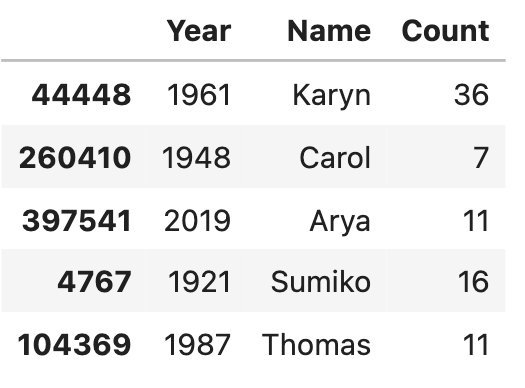 Year Name Count
44448 1961 Karyn 36
260410 1948 Carol 7
397541 2019 Arya 11
4767 1921 Sumiko 16
104369 1987 Thomas 11